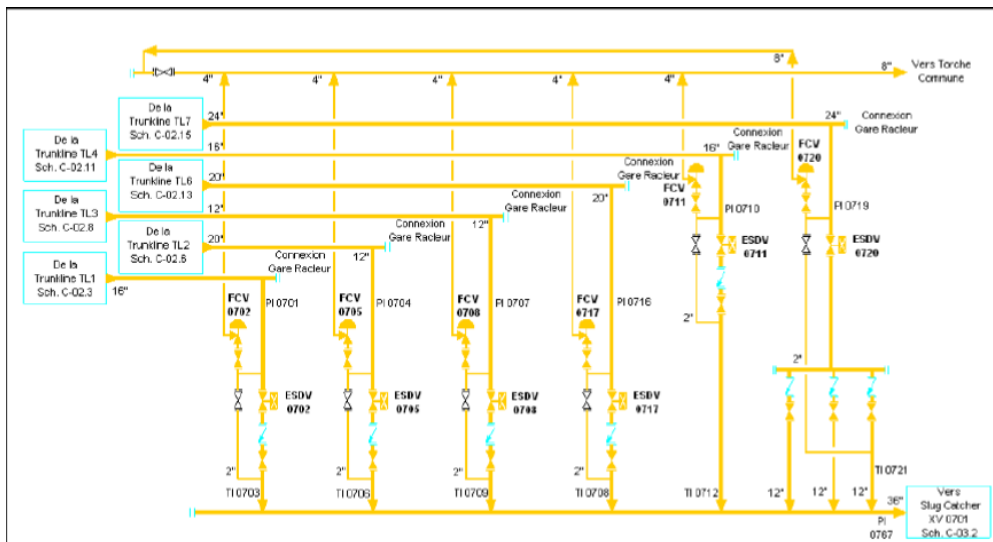 8"
4"
4"
4"
4"
4"
8"
Vers Torche
Commune
De la
Trunkline TL7
Sch. C-02.15
24"
24"
Connexion
Gare Racleur
De la
Trunkline TL4
Sch. C-02.11
16"
16"
Connexion
Gare Racleur
De la
Trunkline TL6
Sch. C-02.13
20"
20"
Connexion
Gare Racleur
De la
Trunkline TL3
Sch. C-02.8
12"
12"
Connexion
Gare Racleur
De la
Trunkline TL2
Sch. C-02.6
20"
12"
Connexion
Gare Racleur
De la
Trunkline TL1
Sch. C-02.3
16"
Connexion
Gare Racleur
FCV
0702
PI 0701
FCV
0705
PI 0704
FCV
0708
PI 0707
FCV
0717
PI 0716
FCV
0711
PI 0710
FCV
0720
PI 0719
ESDV
0702
ESDV
0705
ESDV
0708
ESDV
0717
ESDV
0711
ESDV
0720
2"
2"
2"
2"
2"
2"
TI 0703
TI 0706
TI 0709
TI 0708
TI 0712
TI 0721
12"
12"
12"
36"
PI
0767
Vers
Slug Catcher
XV 0701
Sch. C-03.2